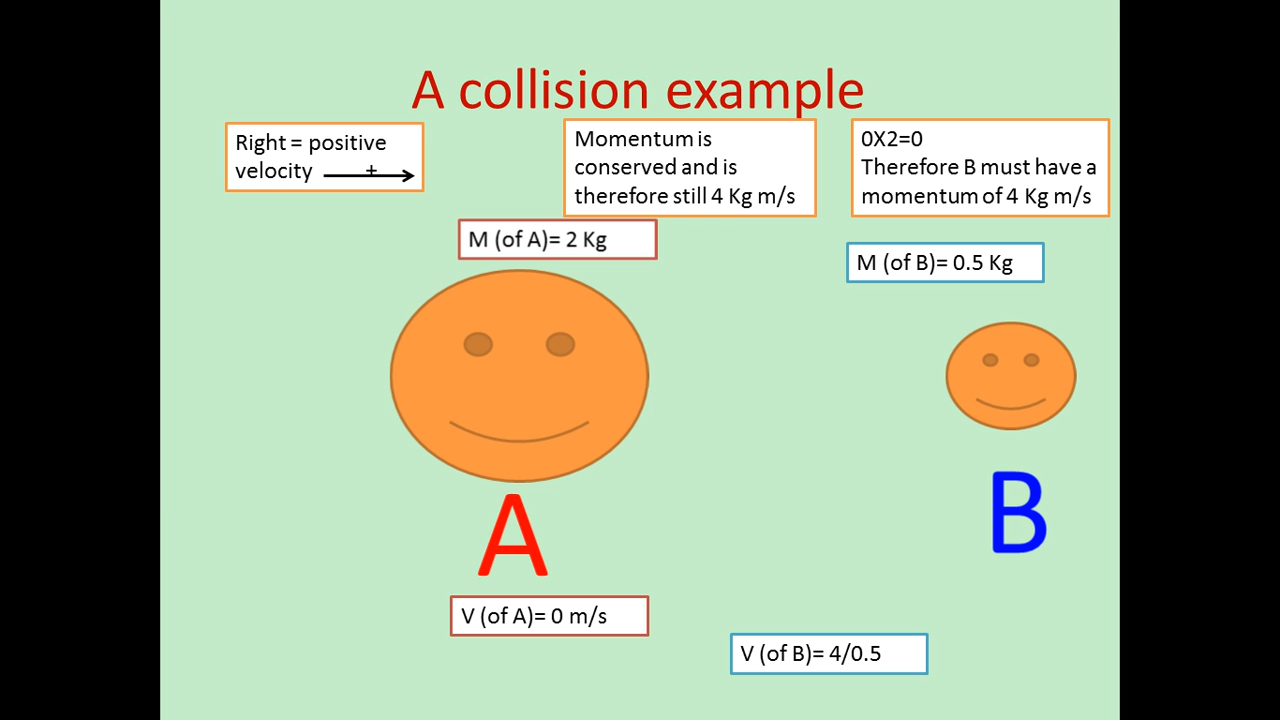 A collision example
Right = positive
velocity +
Momentum is
conserved and is
therefore still 4 Kg m/s
0X2=0
Therefore B must have a
momentum of 4 Kg m/s
M (of A)= 2 Kg
M (of B)= 0.5 Kg
A
B
V (of A)= 0 m/s
V (of B)= 4/0.5